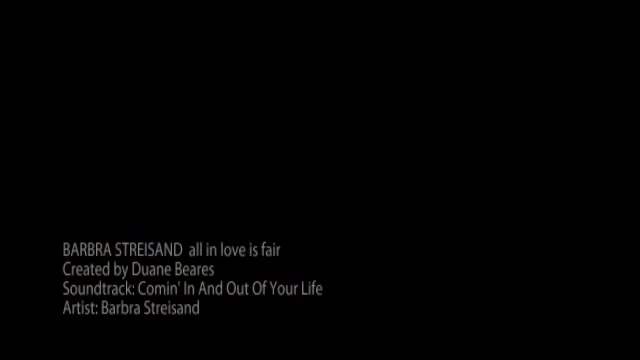 BARBRA STREISAND all in love is fair
Created by Duane Beares
Soundtrack: Comin' In And Out Of Your Life
Artist: Barbra Streisand